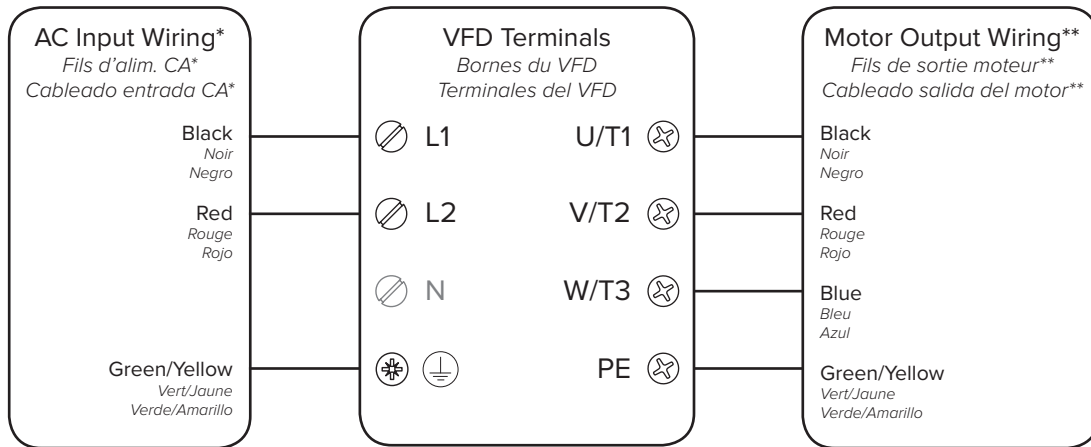 AC Input Wiring*
Fils d'alim. CA*
Cableado entrada CA*
Black
Noir
Negro
Red
Rouge
Rojo
Green/Yellow
Vert/Jaune
Verde/Amarillo
VFD Terminals
Bornes du VFD
Terminales del VFD
L1
U/T1
L2
V/T2
N
W/T3
PE
Motor Output Wiring**
Fils de sortie moteur**
Cableado salida del motor**
Black
Noir
Negro
Red
Rouge
Rojo
Blue
Bleu
Azul
Green/Yellow
Vert/Jaune
Verde/Amarillo